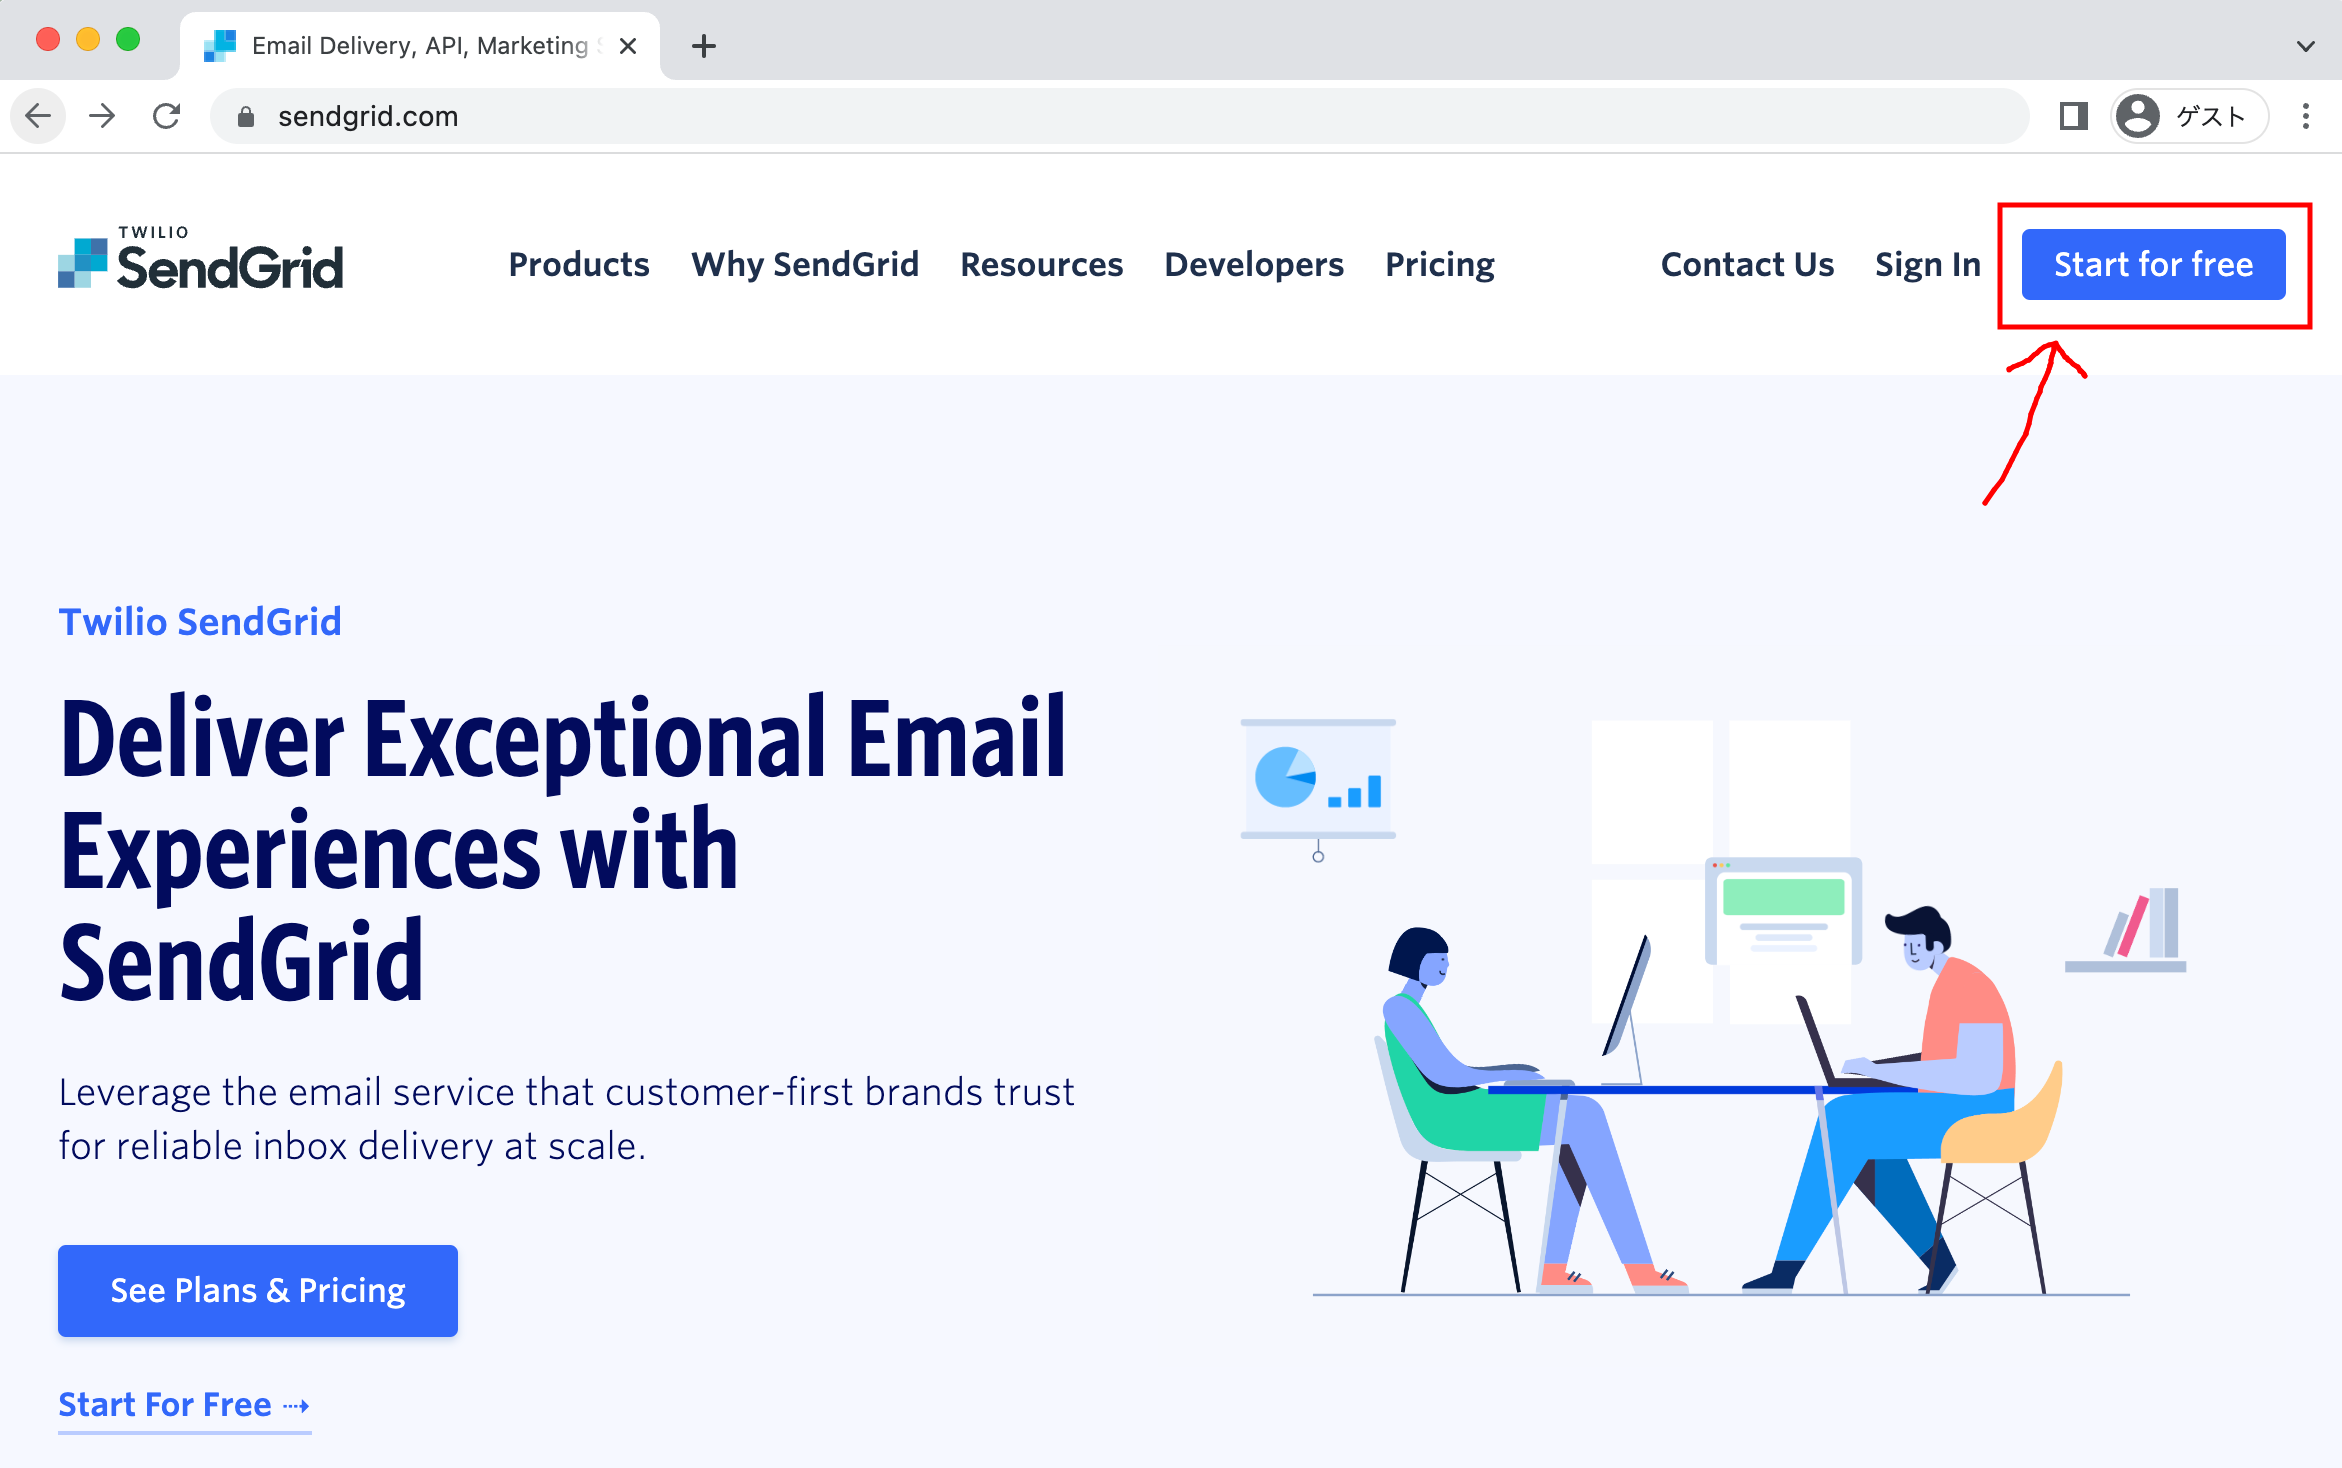 Email Delivery, API, Marketing
sendgrid.com
ゲスト
TWILIO
SendGrid
Products
Why SendGrid
Resources
Developers
Pricing
Contact Us
Sign In
Start for free
Twilio SendGrid
Deliver Exceptional Email
Experiences with
SendGrid
Leverage the email service that customer-first brands trust
for reliable inbox delivery at scale.
See Plans & Pricing
Start For Free